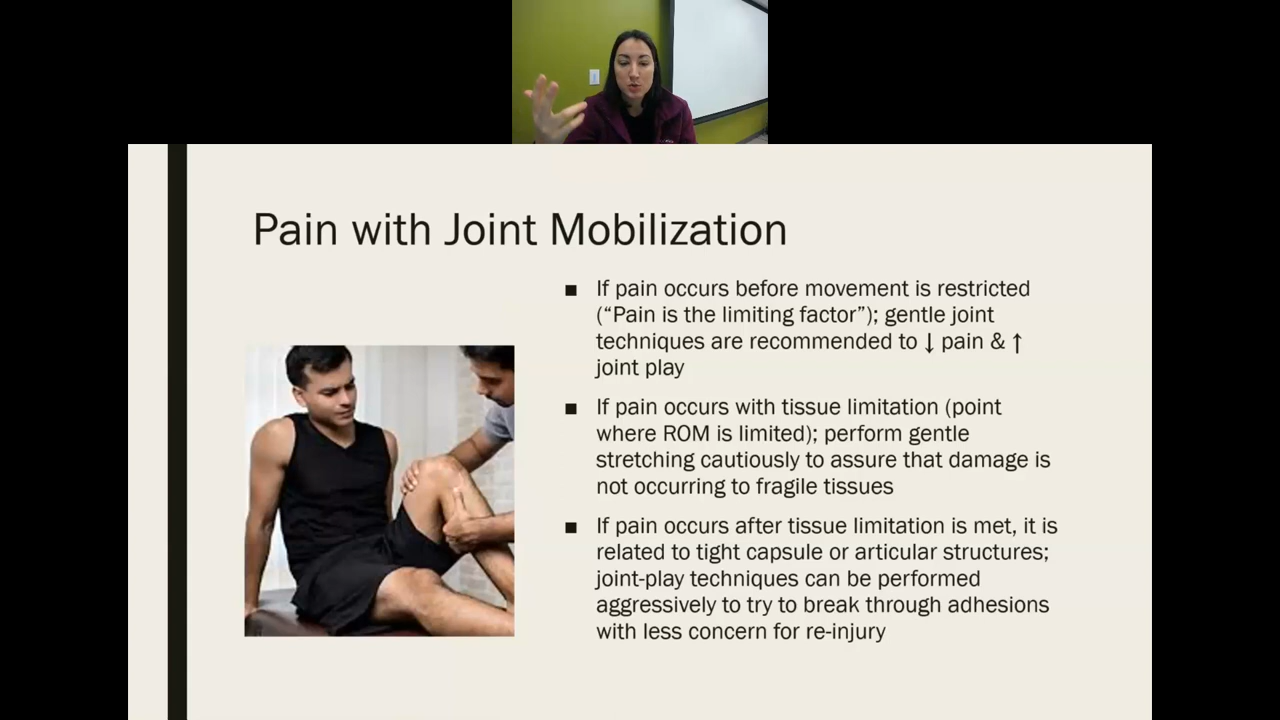 Pain with Joint Mobilization
■ If pain occurs before movement is restricted
(“Pain is the limiting factor”); gentle joint
techniques are recommended to ↓ pain & ↑
joint play
■ If pain occurs with tissue limitation (point
where ROM is limited); perform gentle
stretching cautiously to assure that damage is
not occurring to fragile tissues
■ If pain occurs after tissue limitation is met, it is
related to tight capsule or articular structures;
joint-play techniques can be performed
aggressively to try to break through adhesions
with less concern for re-injury